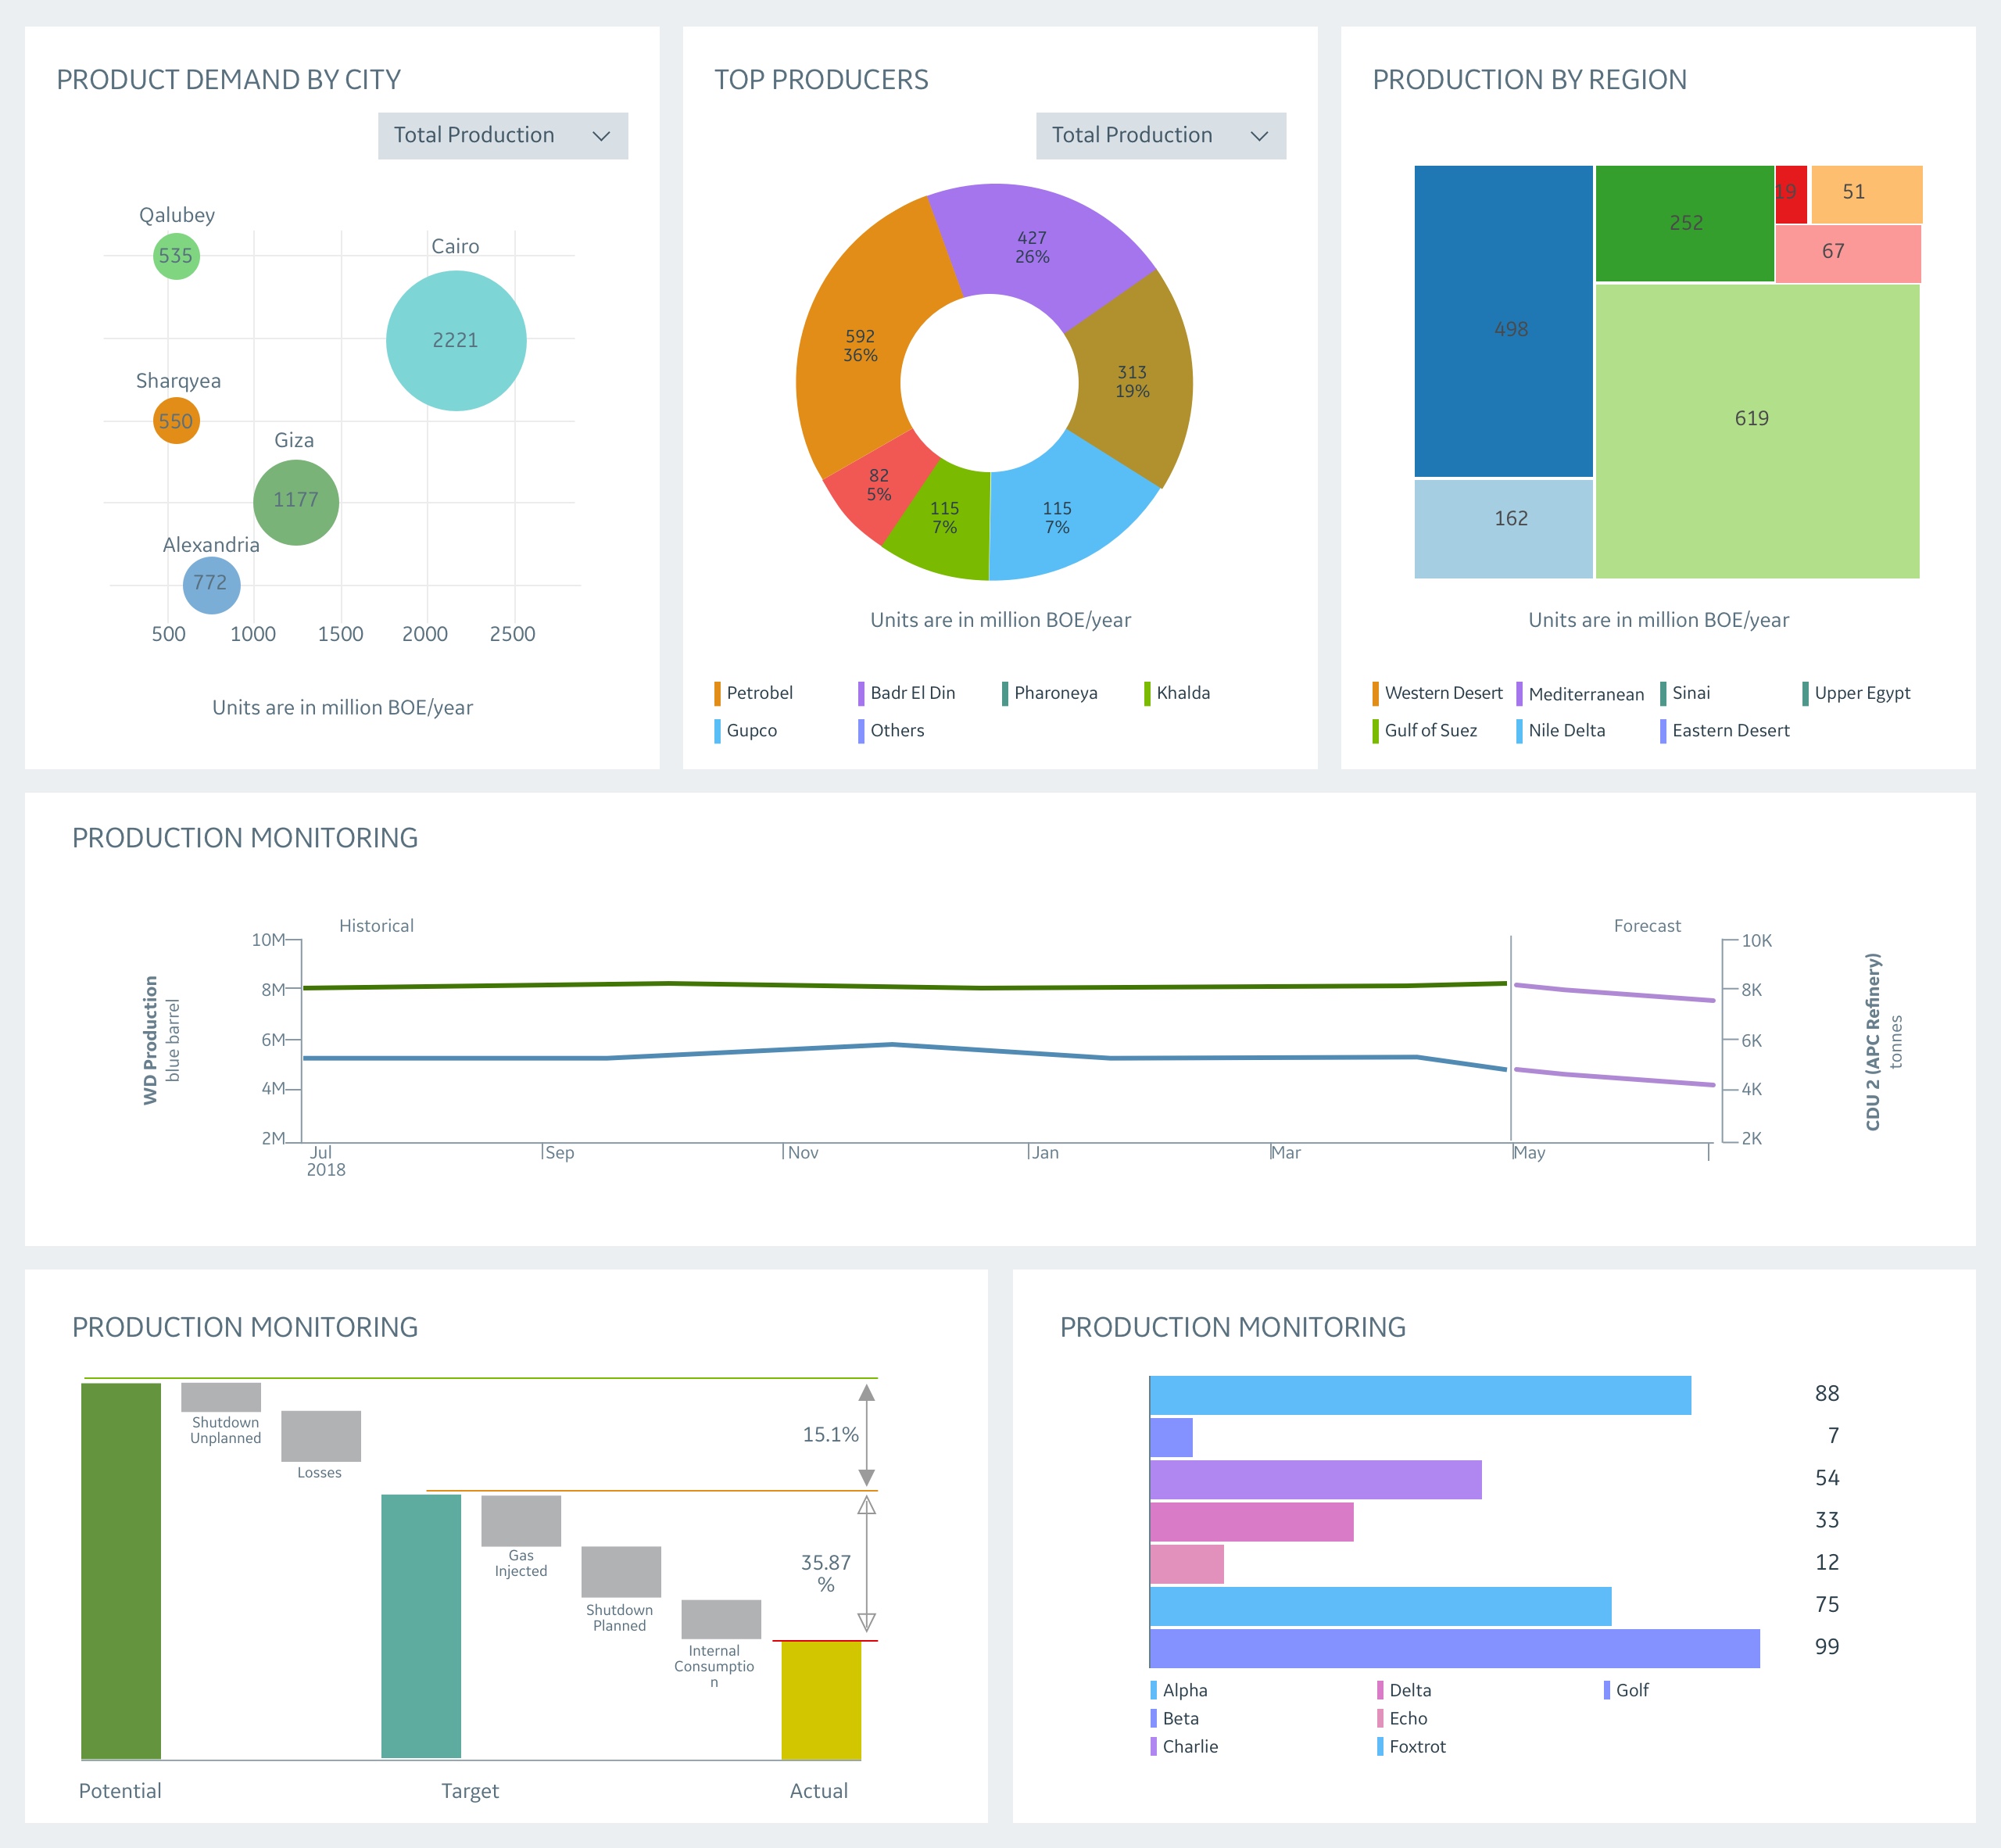 PRODUCT DEMAND BY CITY
Total Production
Qalubey
535
Cairo
2221
Sharqyea
550
Giza
1177
Alexandria
772
500 1000 1500 2000 2500
Units are in million BOE/year
TOP PRODUCERS
Total Production
427
26%
592
36%
313
19%
82
5%
115
7%
115
7%
Units are in million BOE/year
Petrobel Badr El Din Pharoneya Khalda
Gupco Others
PRODUCTION BY REGION
19 51
252
67
498
619
162
Units are in million BOE/year
Western Desert Mediterranean Sinai Upper Egypt
Gulf of Suez Nile Delta Eastern Desert
PRODUCTION MONITORING
Historical Forecast
WD Production
blue barrel
10M
8M
6M
4M
2M
10K
8K
6K
4K
2K
CDU 2 (APC Refinery)
tonnes
Jul Sep Nov Jan Mar May
2018
PRODUCTION MONITORING
Shutdown
Unplanned
Losses
15.1%
Gas
Injected
Shutdown
Planned
35.87
%
Internal
Consumptio
n
Potential Target Actual
PRODUCTION MONITORING
88
7
54
33
12
75
99
Alpha Delta Golf
Beta Echo
Charlie Foxtrot